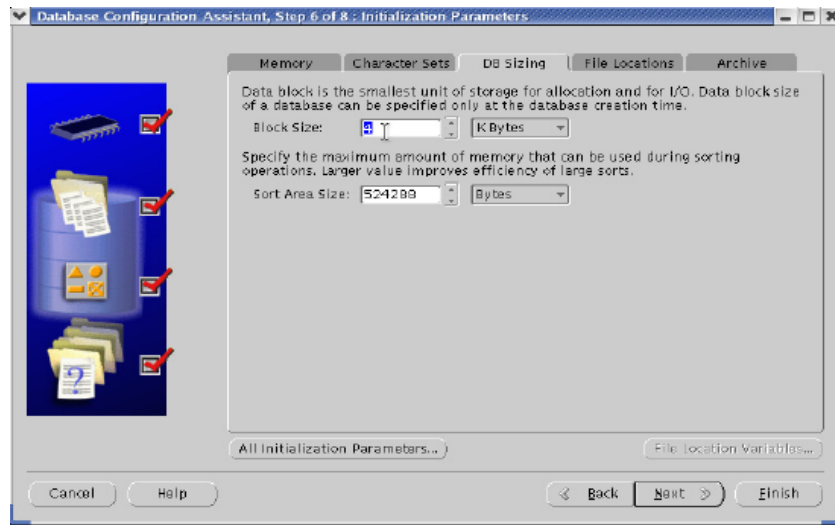 Database Configuration Assistant, Step 6 of 8 : Initialization Parameters
Memory Character Sets DB Sizing File Locations Archive
Data block is the smallest unit of storage for allocation and for I/O. Data block size
of a database can be specified only at the database creation time.
Block Size: 4 KBytes
Specify the maximum amount of memory that can be used during sorting
operations. Larger value improves efficiency of large sorts.
Sort Area Size: 524288 Bytes
?
All Initialization Parameters... File Location Variables...
Cancel Help Back Next Finish